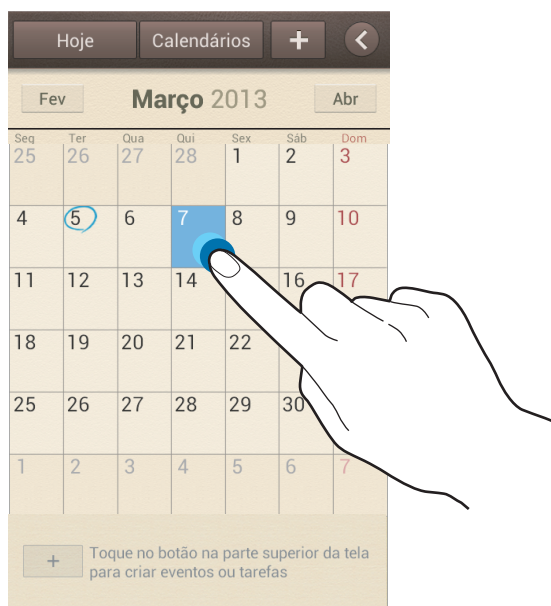 Hoje Calendários +
Fev Março 2013 Abr
Seg Ter Qua Qui Sex Sáb Dom
25 26 27 28 1 2 3
4 5 6 7 8 9 10
11 12 13 14 16 17
18 19 20 21 22
25 26 27 28 29 30
1 2 3 4 5 6 7
+ Toque no botão na parte superior da tela
para criar eventos ou tarefas